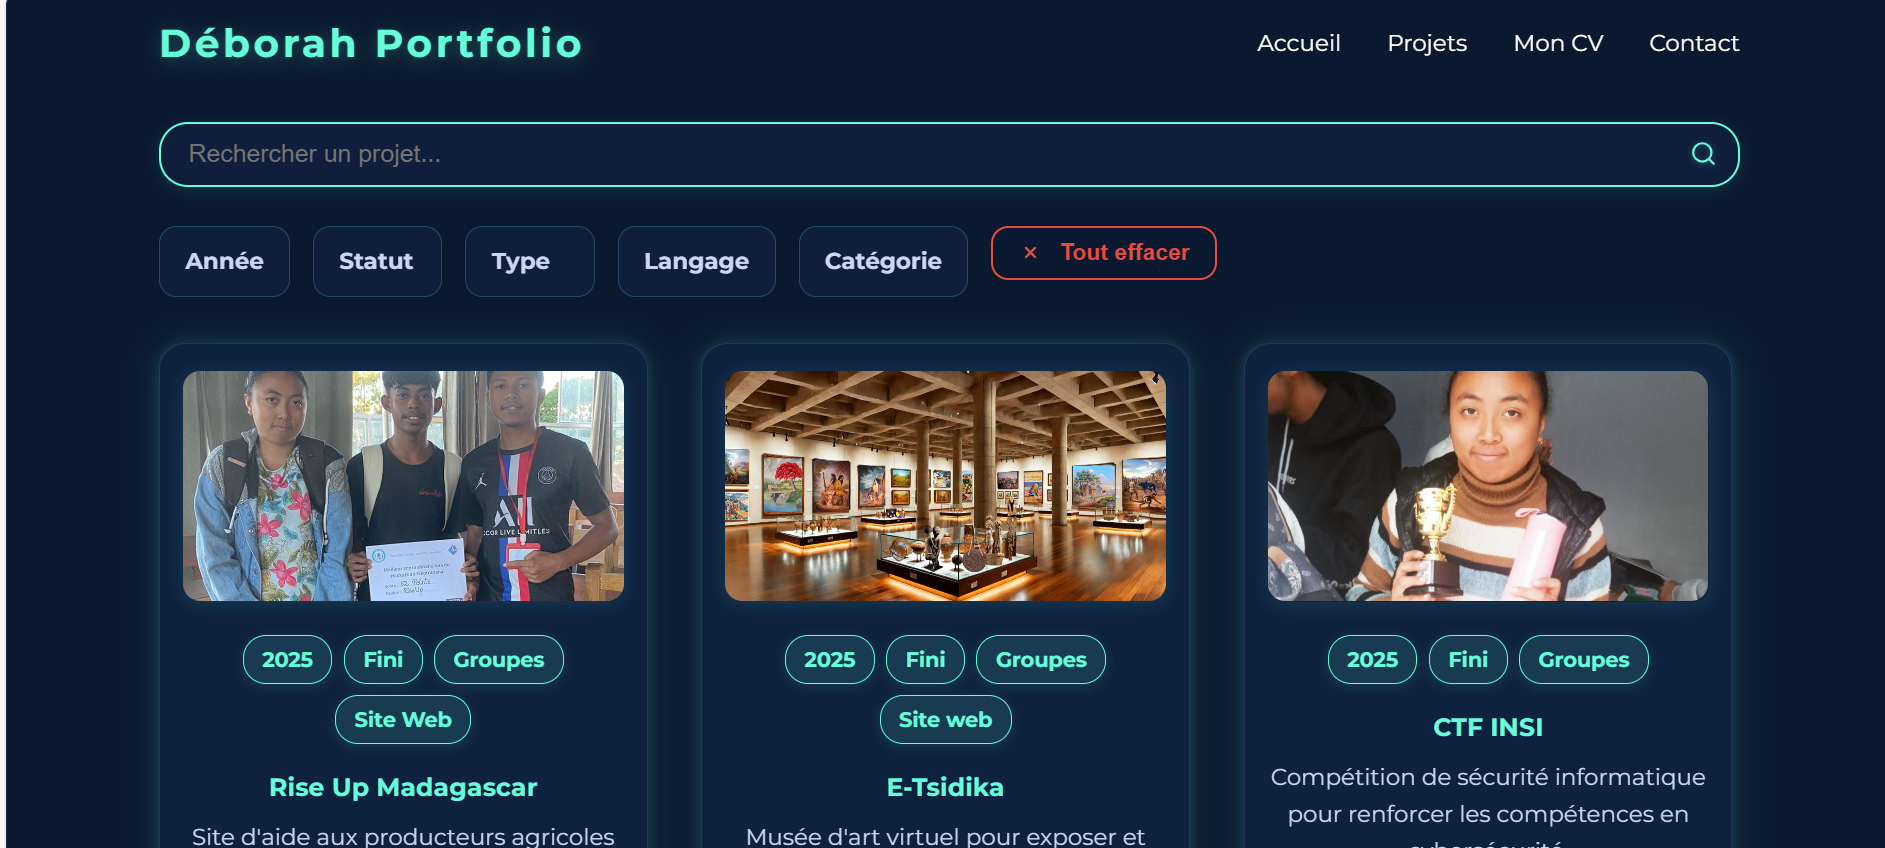 Déborah Portfolio
Accueil Projets Mon CV Contact
Rechercher un projet...
Année Statut Type Langage Catégorie × Tout effacer
2025 Fini Groupes
Site Web
Rise Up Madagascar
Site d'aide aux producteurs agricoles
2025 Fini Groupes
Site web
E-Tsidika
Musée d'art virtuel pour exposer et
2025 Fini Groupes
CTF INSI
Compétition de sécurité informatique
pour renforcer les compétences en
cybersécurité